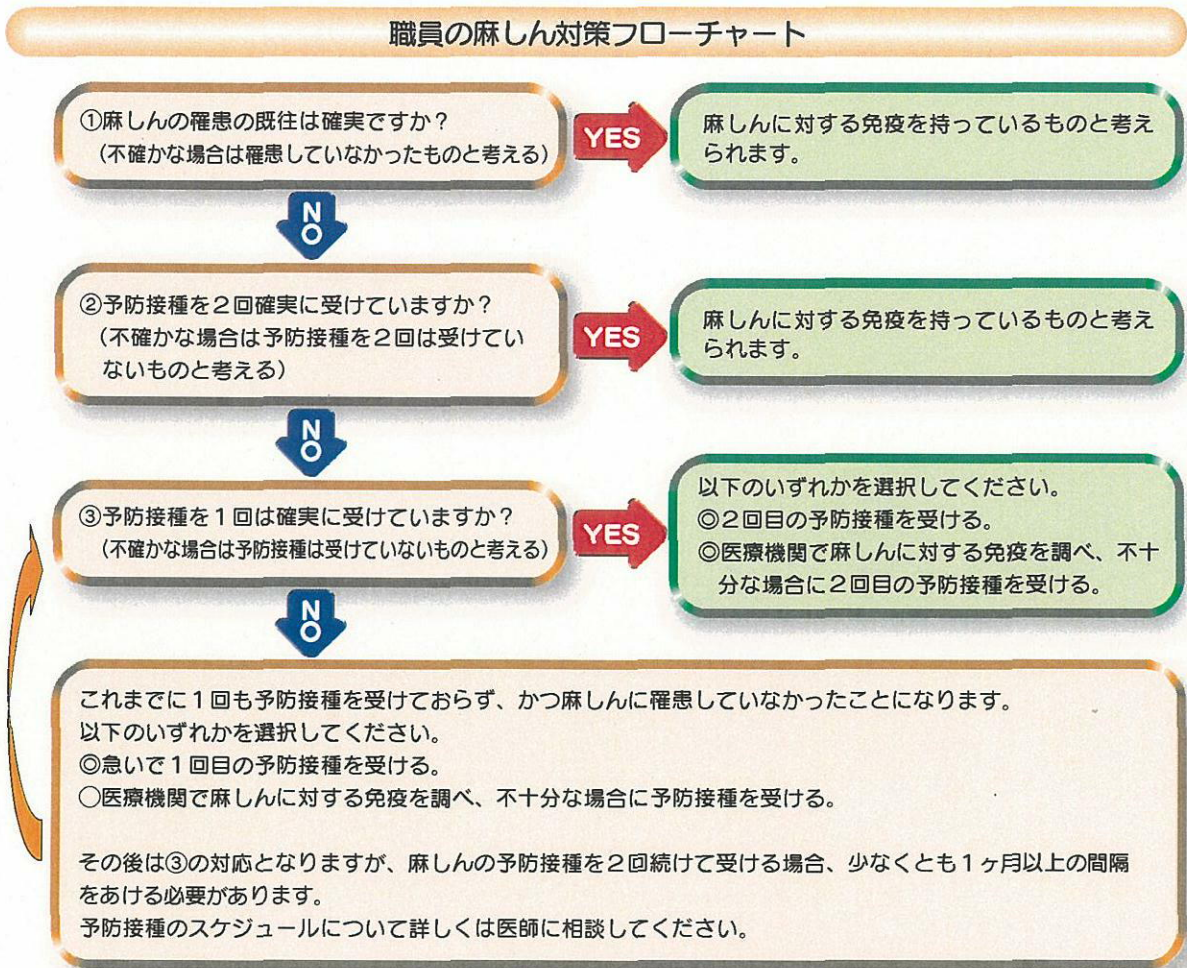 職員の麻しん対策フローチャート
①麻しんの罹患の既往は確実ですか？
（不確かな場合は罹患していなかったものと考える）
YES
麻しんに対する免疫を持っているものと考え
られます。
NO
②予防接種を２回確実に受けていますか？
（不確かな場合は予防接種を２回は受けてい
ないものと考える）
YES
麻しんに対する免疫を持っているものと考え
られます。
NO
③予防接種を１回は確実に受けていますか？
（不確かな場合は予防接種は受けていないものと考える）
YES
以下のいずれかを選択してください。
◎２回目の予防接種を受ける。
◎医療機関で麻しんに対する免疫を調べ、不十
分な場合に２回目の予防接種を受ける。
NO
これまでに１回も予防接種を受けておらず、かつ麻しんに罹患していなかったことになります。
以下のいずれかを選択してください。
◎急いで１回目の予防接種を受ける。
○医療機関で麻しんに対する免疫を調べ、不十分な場合に予防接種を受ける。
その後は③の対応となりますが、麻しんの予防接種を２回続けて受ける場合、少なくとも１ヶ月以上の間隔
をあける必要があります。
予防接種のスケジュールについて詳しくは医師に相談してください。